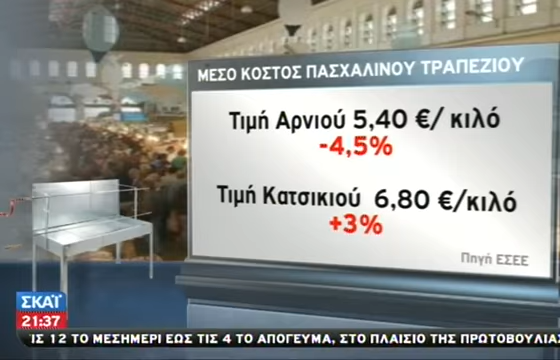 ΜΕΣΟ ΚΟΣΤΟΣ ΠΑΣΧΑΛΙΝΟΥ ΤΡΑΠΕΖΙΟΥ
Τιμή Αρνιού 5,40 €/ κιλό
-4,5%
Τιμή Κατσικιού 6,80 €/κιλό
+3%
Πηγή ΕΣΕΕ
ΣΚΑΪ
21:37
ΙΣ 12 ΤΟ ΜΕΣΗΜΕΡΙ ΕΩΣ ΤΙΣ 4 ΤΟ ΑΠΟΓΕΥΜΑ, ΣΤΟ ΠΛΑΙΣΙΟ ΤΗΣ ΠΡΩΤΟΒΟΥΛΙΑ